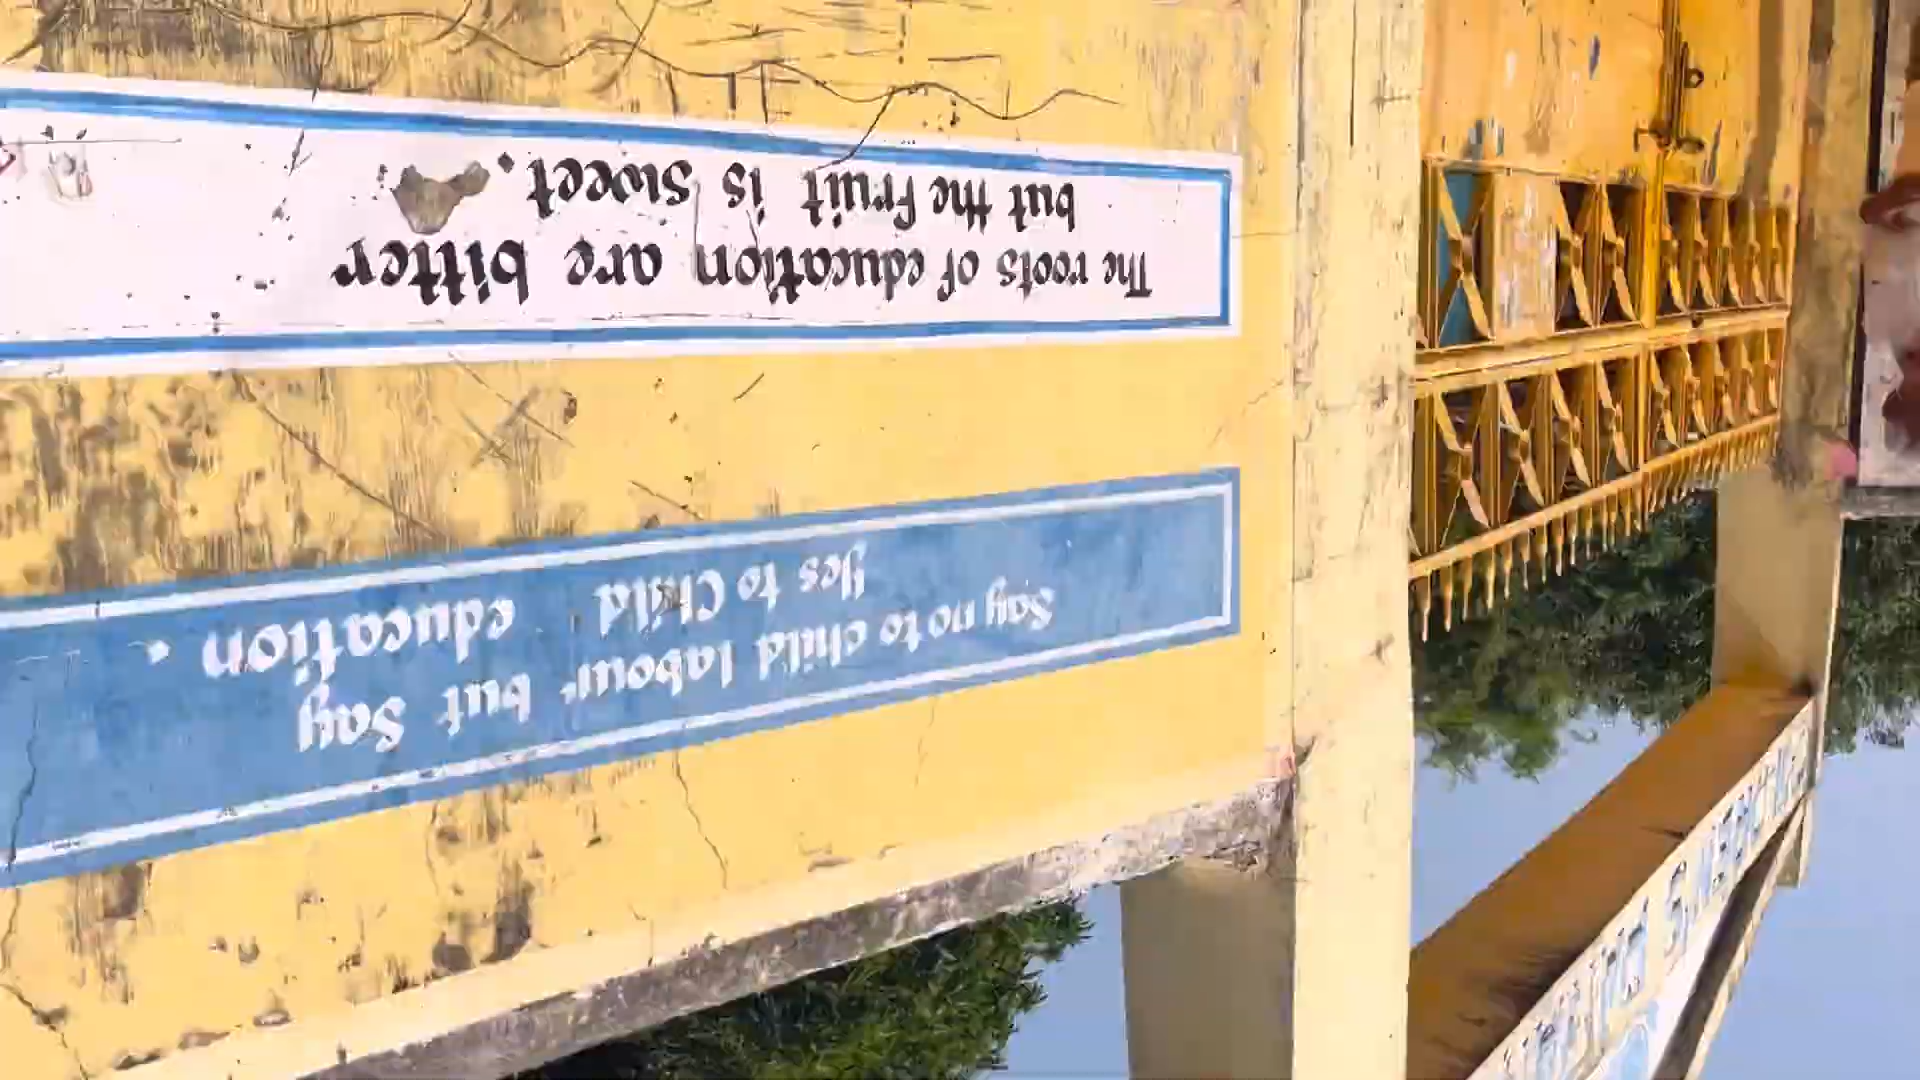 Say no to child labour but Say
Yes to Child education.
The roots of education are bitter
but the fruit is sweet.